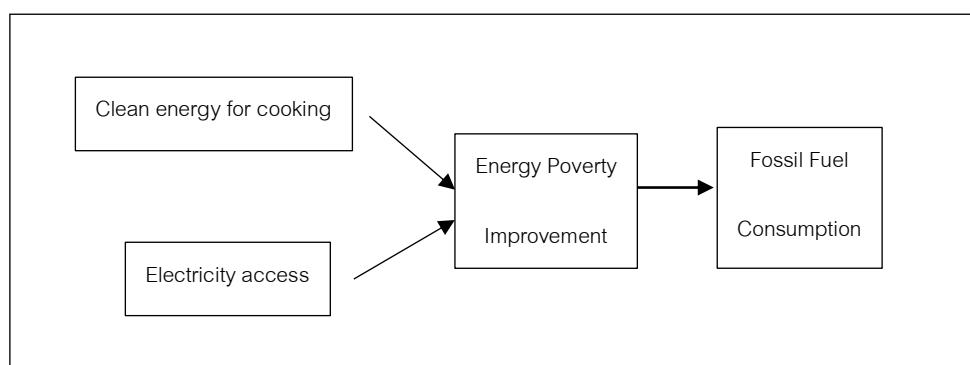 Clean energy for cooking
Electricity access
Energy Poverty
Improvement
Fossil Fuel
Consumption